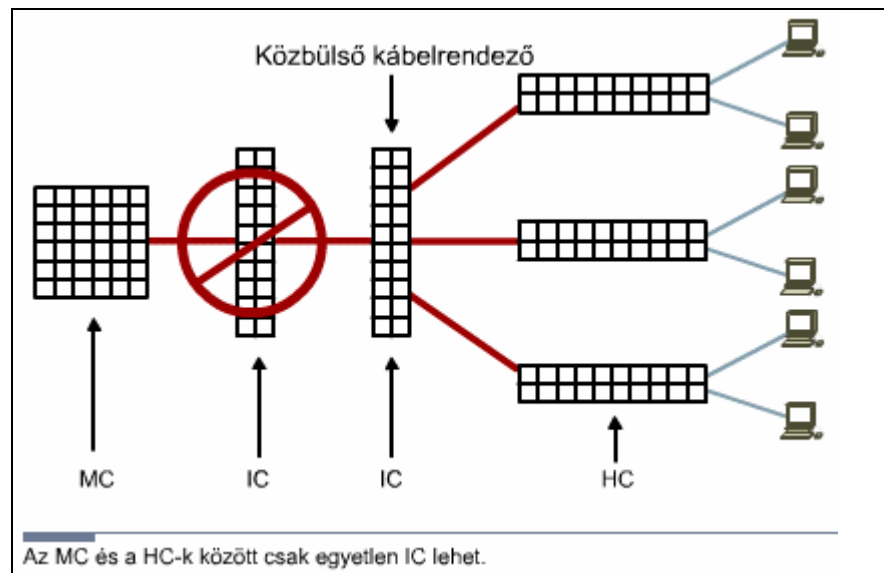 Közbülső kábelrendező
MC
IC
IC
HC
Az MC és a HC-k között csak egyetlen IC lehet.